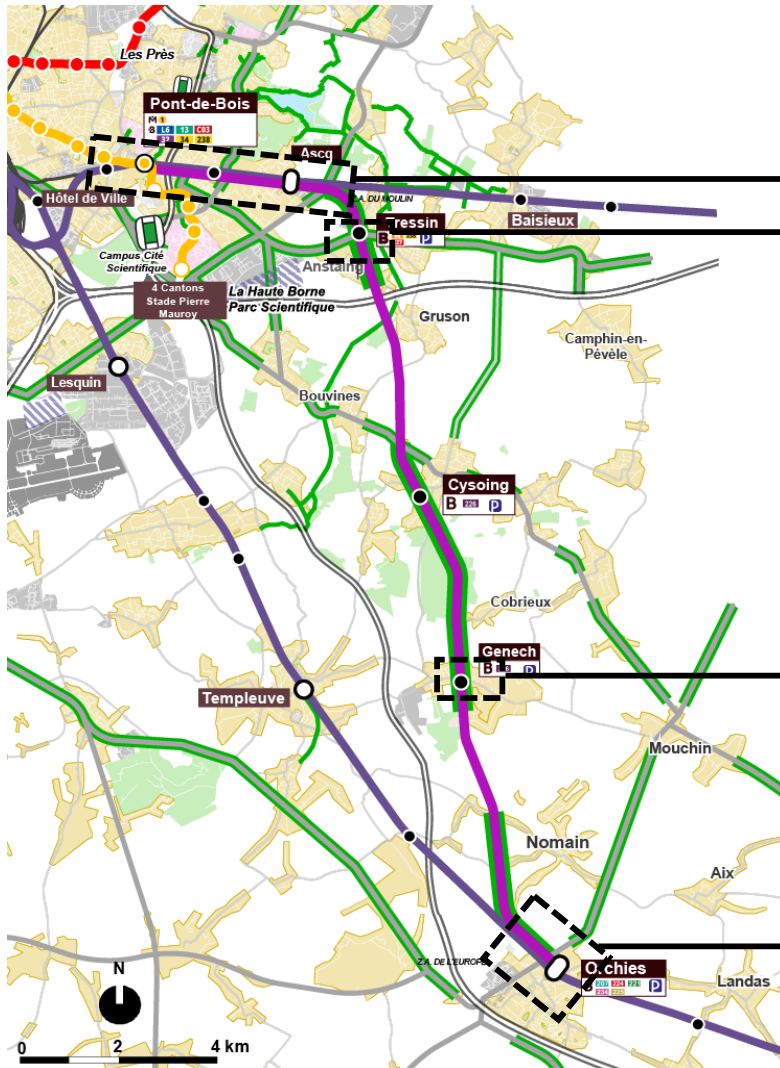 Les Près
Pont-de-Bois
M 1
B L6 13 C03
32 34 238
Ascq
Z.A. DU MOULIN
Hôtel de Ville
Baisieux
Tressin
B P
Campus Cité
Scientifique
Anstaing
4 Cantons
Stade Pierre
Mauroy
La Haute Borne
Parc Scientifique
Gruson
Camphin-en-
Pévèle
Lesquin
Bouvines
Cysoing
B 226 P
Cobrieux
Genech
B P
Templeuve
Mouchin
Nomain
Aix
Z.A. DE L'EUROPE
Orchies
B 207 224 221 P
234 225
Landas
N
0 2 4 km